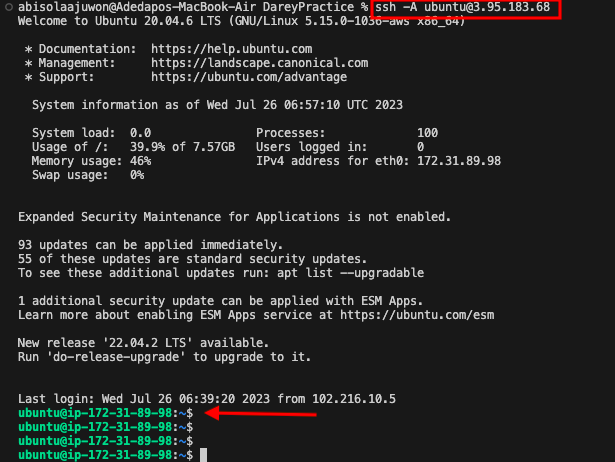 abisolaajuwon@Adedapos-MacBook-Air DareyPractice % ssh -A ubuntu@3.95.183.68
Welcome to Ubuntu 20.04.6 LTS (GNU/Linux 5.15.0-1036-aws x86_64)
* Documentation:  https://help.ubuntu.com
* Management:     https://landscape.canonical.com
* Support:        https://ubuntu.com/advantage
System information as of Wed Jul 26 06:57:10 UTC 2023
System load:  0.0               Processes:             100
Usage of /:   39.9% of 7.57GB   Users logged in:       0
Memory usage: 46%               IPv4 address for eth0: 172.31.89.98
Swap usage:   0%
Expanded Security Maintenance for Applications is not enabled.
93 updates can be applied immediately.
55 of these updates are standard security updates.
To see these additional updates run: apt list --upgradable
1 additional security update can be applied with ESM Apps.
Learn more about enabling ESM Apps service at https://ubuntu.com/esm
New release '22.04.2 LTS' available.
Run 'do-release-upgrade' to upgrade to it.
Last login: Wed Jul 26 06:39:20 2023 from 102.216.10.5
ubuntu@ip-172-31-89-98:~$
ubuntu@ip-172-31-89-98:~$
ubuntu@ip-172-31-89-98:~$
ubuntu@ip-172-31-89-98:~$